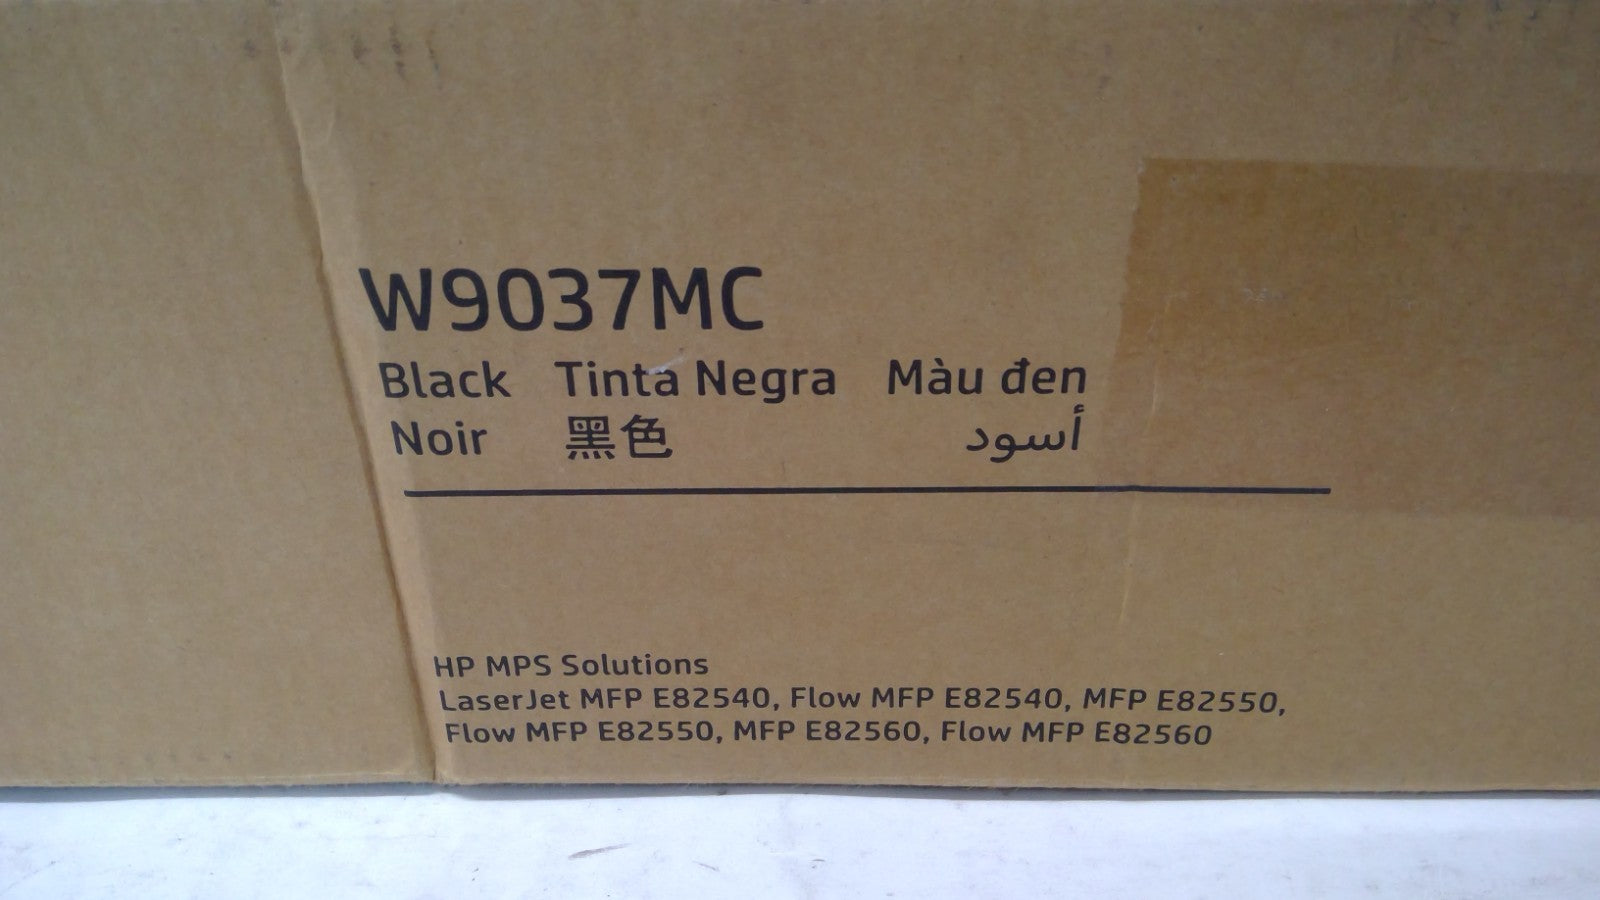 W9037MC
Black Tinta Negra Màu đen
Noir 黑色 أسود
HP MPS Solutions
LaserJet MFP E82540, Flow MFP E82540, MFP E82550,
Flow MFP E82550, MFP E82560, Flow MFP E82560